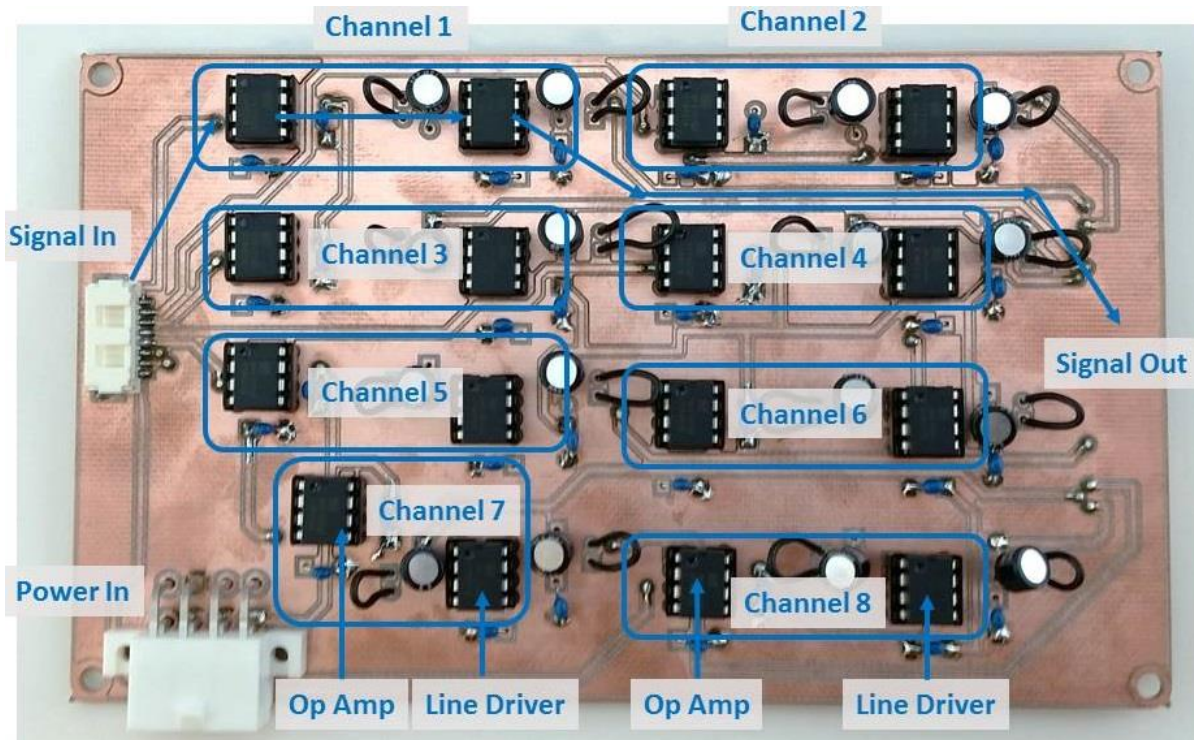 Channel 1
Channel 2
Signal In
Channel 3
Channel 4
Signal Out
Channel 5
Channel 6
Channel 7
Power In
Channel 8
Op Amp
Line Driver
Op Amp
Line Driver